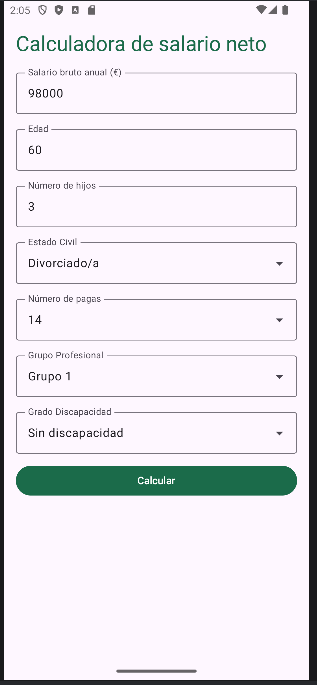 2:05
Calculadora de salario neto
Salario bruto anual (€)
98000
Edad
60
Número de hijos
3
Estado Civil
Divorciado/a
Número de pagas
14
Grupo Profesional
Grupo 1
Grado Discapacidad
Sin discapacidad
Calcular